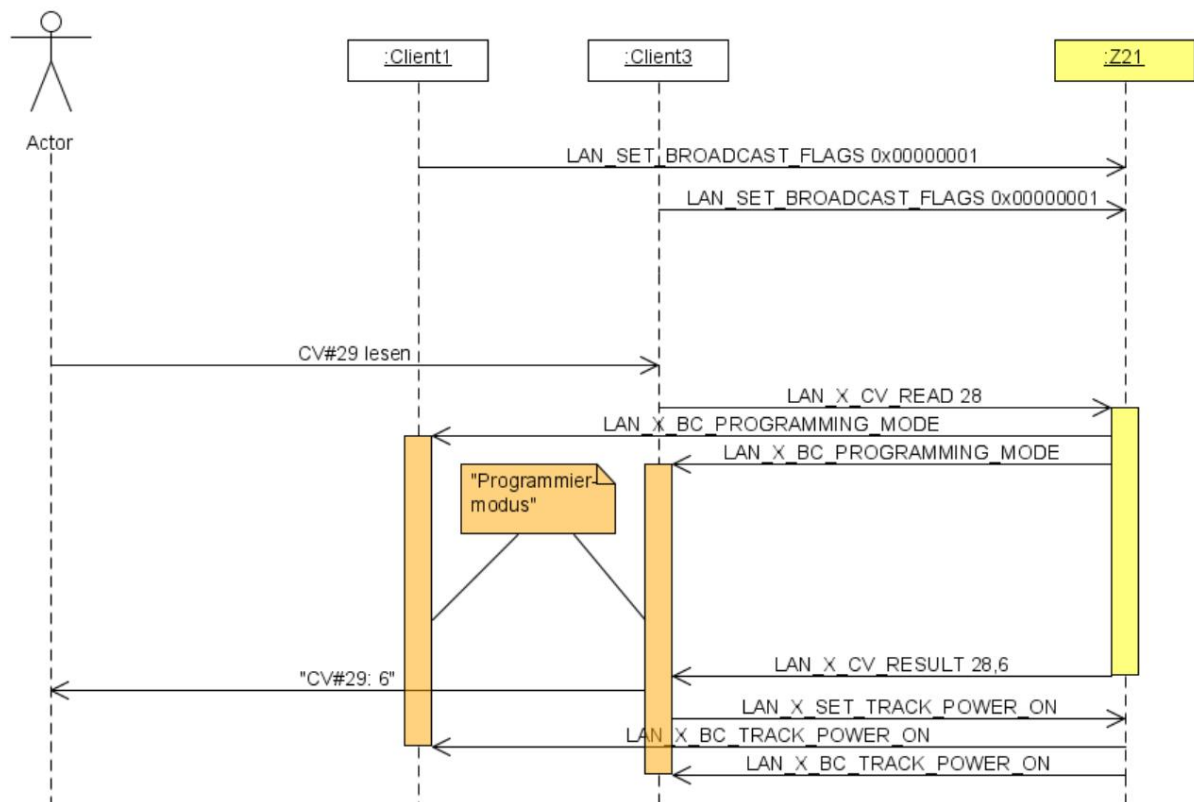 :Client1
:Client3
:Z21
Actor
LAN_SET_BROADCAST_FLAGS 0x00000001
LAN_SET_BROADCAST_FLAGS 0x00000001
CV#29 lesen
LAN_X_CV_READ 28
LAN_X_BC_PROGRAMMING_MODE
LAN_X_BC_PROGRAMMING_MODE
"Programmier-
modus"
LAN_X_CV_RESULT 28,6
"CV#29: 6"
LAN_X_SET_TRACK_POWER_ON
LAN_X_BC_TRACK_POWER_ON
LAN_X_BC_TRACK_POWER_ON